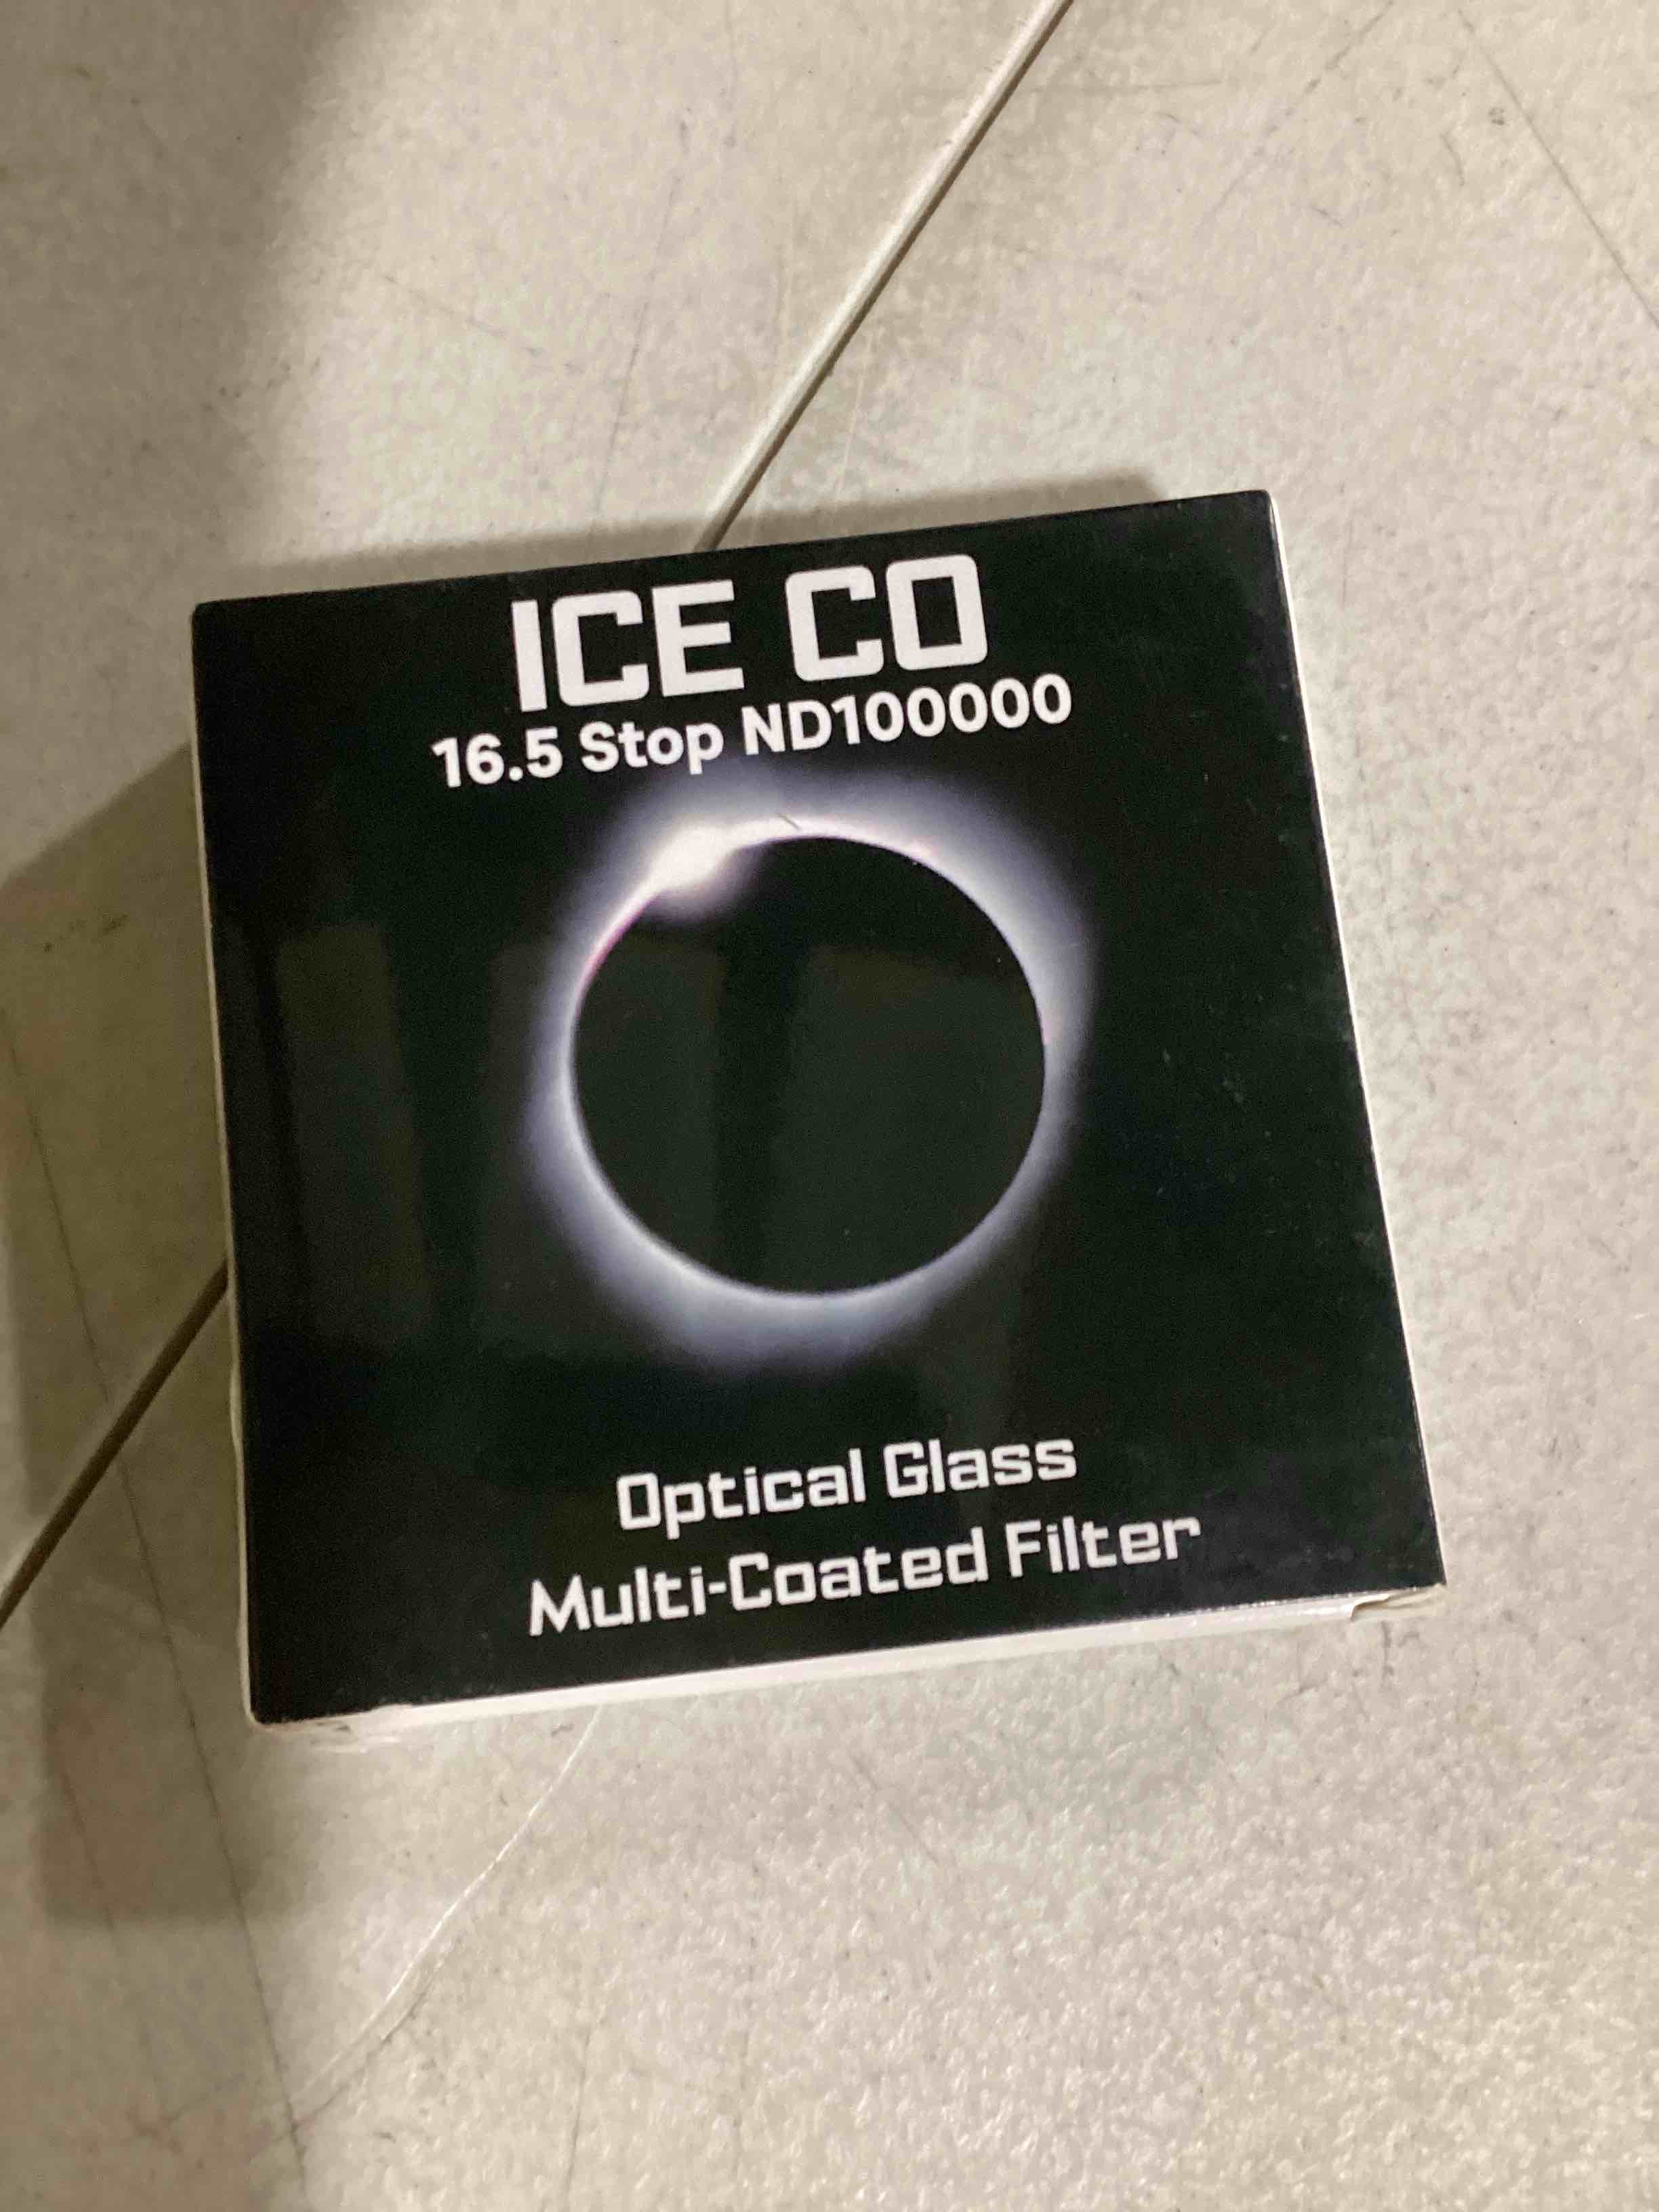 ICE CO
16.5 Stop ND100000
Optical Glass
Multi-Coated Filter